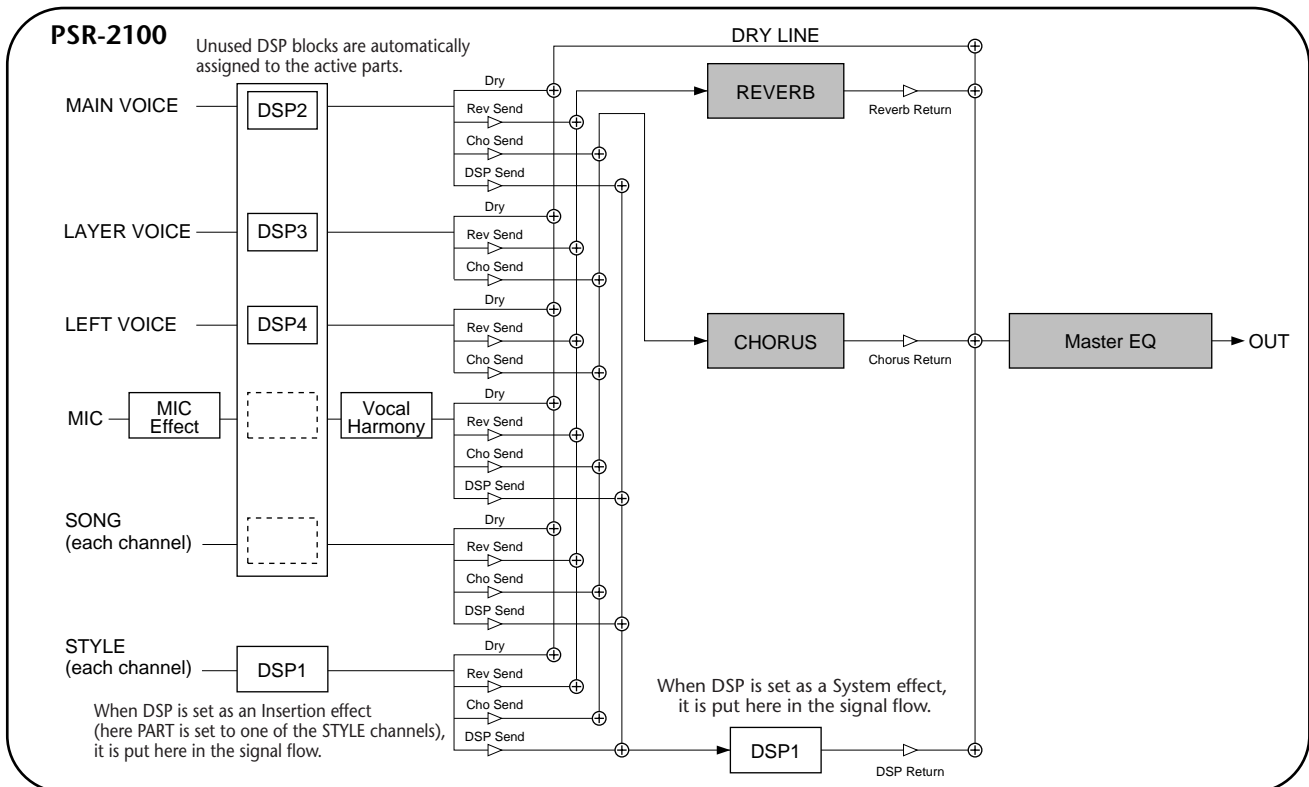 PSR-2100
Unused DSP blocks are automatically
assigned to the active parts.
DRY LINE
MAIN VOICE
DSP2
Dry
Rev Send
Cho Send
DSP Send
REVERB
Reverb Return
LAYER VOICE
DSP3
Dry
Rev Send
Cho Send
LEFT VOICE
DSP4
Dry
Rev Send
Cho Send
CHORUS
Chorus Return
Master EQ
OUT
MIC
MIC
Effect
Vocal
Harmony
Dry
Rev Send
Cho Send
DSP Send
SONG
(each channel)
Dry
Rev Send
Cho Send
DSP Send
STYLE
(each channel)
DSP1
Dry
Rev Send
Cho Send
DSP Send
When DSP is set as an Insertion effect
(here PART is set to one of the STYLE channels),
it is put here in the signal flow.
When DSP is set as a System effect,
it is put here in the signal flow.
DSP1
DSP Return